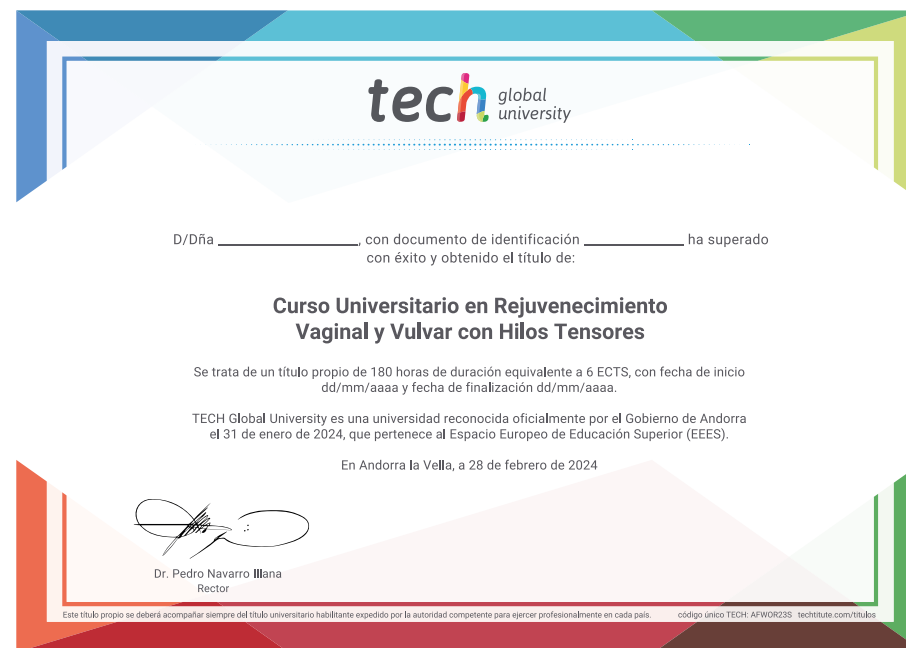 tech global
university
D/Dña ______________, con documento de identificación __________ ha superado
con éxito y obtenido el título de:
Curso Universitario en Rejuvenecimiento
Vaginal y Vulvar con Hilos Tensores
Se trata de un título propio de 180 horas de duración equivalente a 6 ECTS, con fecha de inicio
dd/mm/aaaa y fecha de finalización dd/mm/aaaa.
TECH Global University es una universidad reconocida oficialmente por el Gobierno de Andorra
el 31 de enero de 2024, que pertenece al Espacio Europeo de Educación Superior (EEES).
En Andorra la Vella, a 28 de febrero de 2024
Dr. Pedro Navarro Illana
Rector
Este título propio se deberá acompañar siempre del título universitario habilitante expedido por la autoridad competente para ejercer profesionalmente en cada país. código único TECH: AFWOR23S techtitute.com/titulos